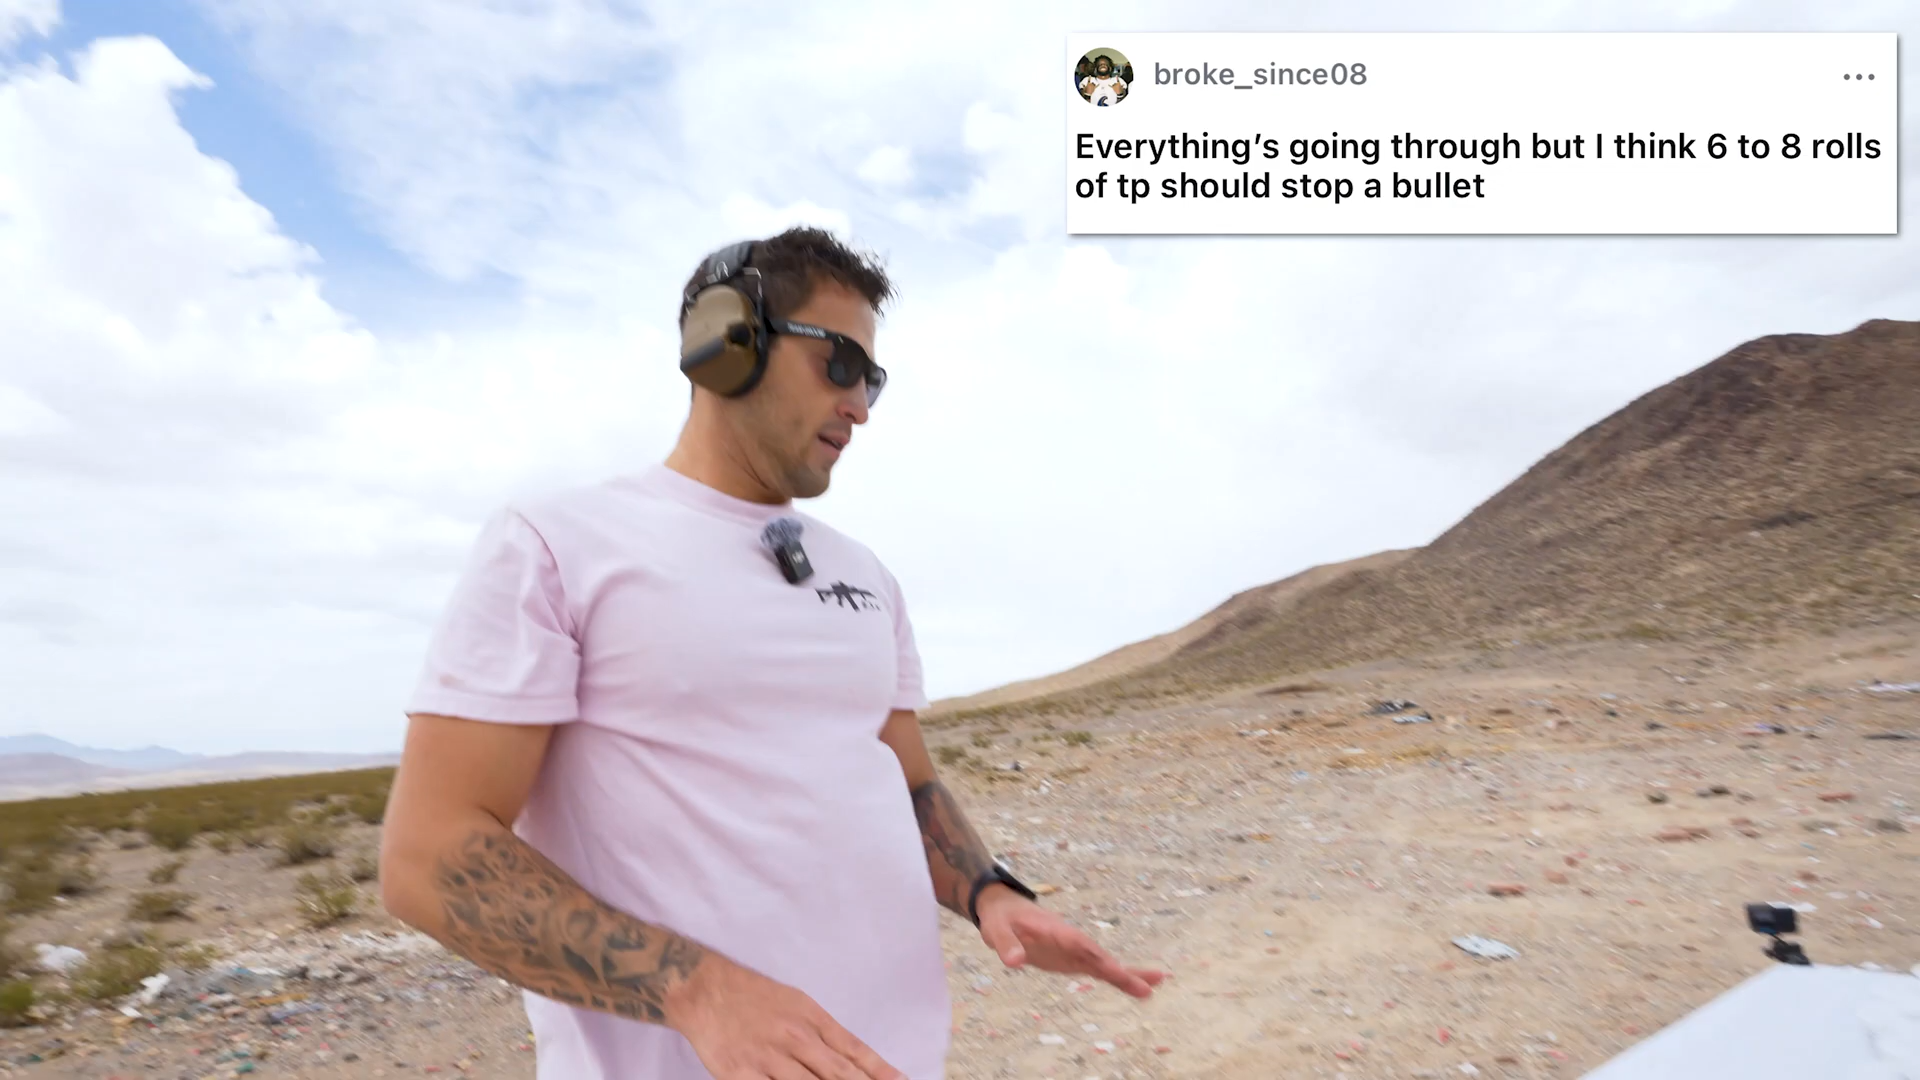 broke_since08
Everything’s going through but I think 6 to 8 rolls
of tp should stop a bullet